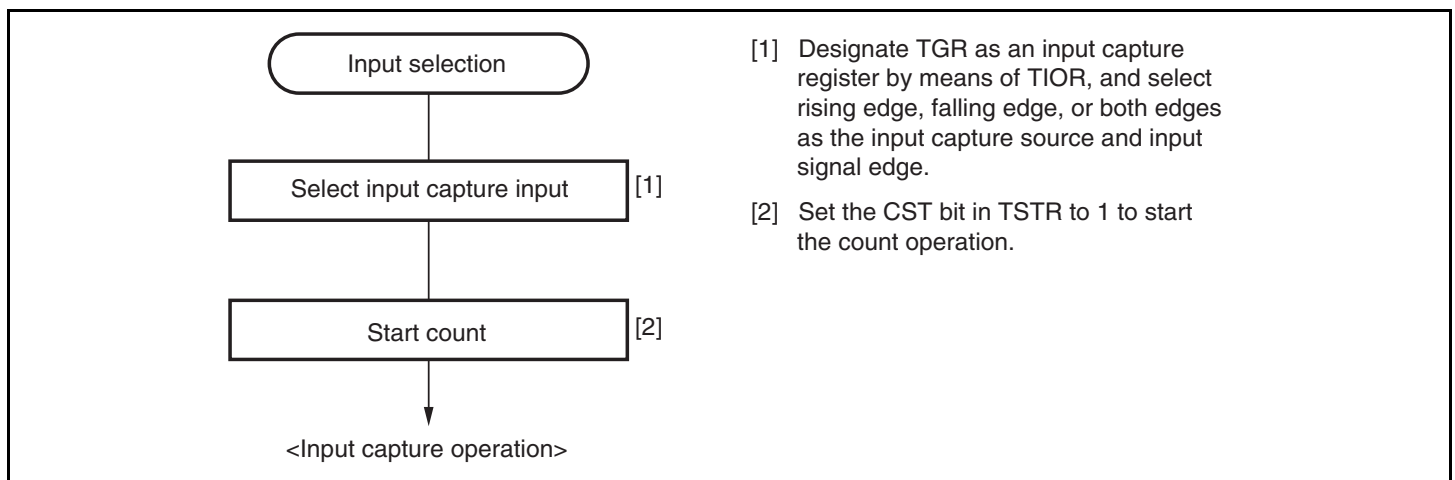 Input selection
Select input capture input
[1]
Start count
[2]
<Input capture operation>
[1] Designate TGR as an input capture
register by means of TIOR, and select
rising edge, falling edge, or both edges
as the input capture source and input
signal edge.
[2] Set the CST bit in TSTR to 1 to start
the count operation.